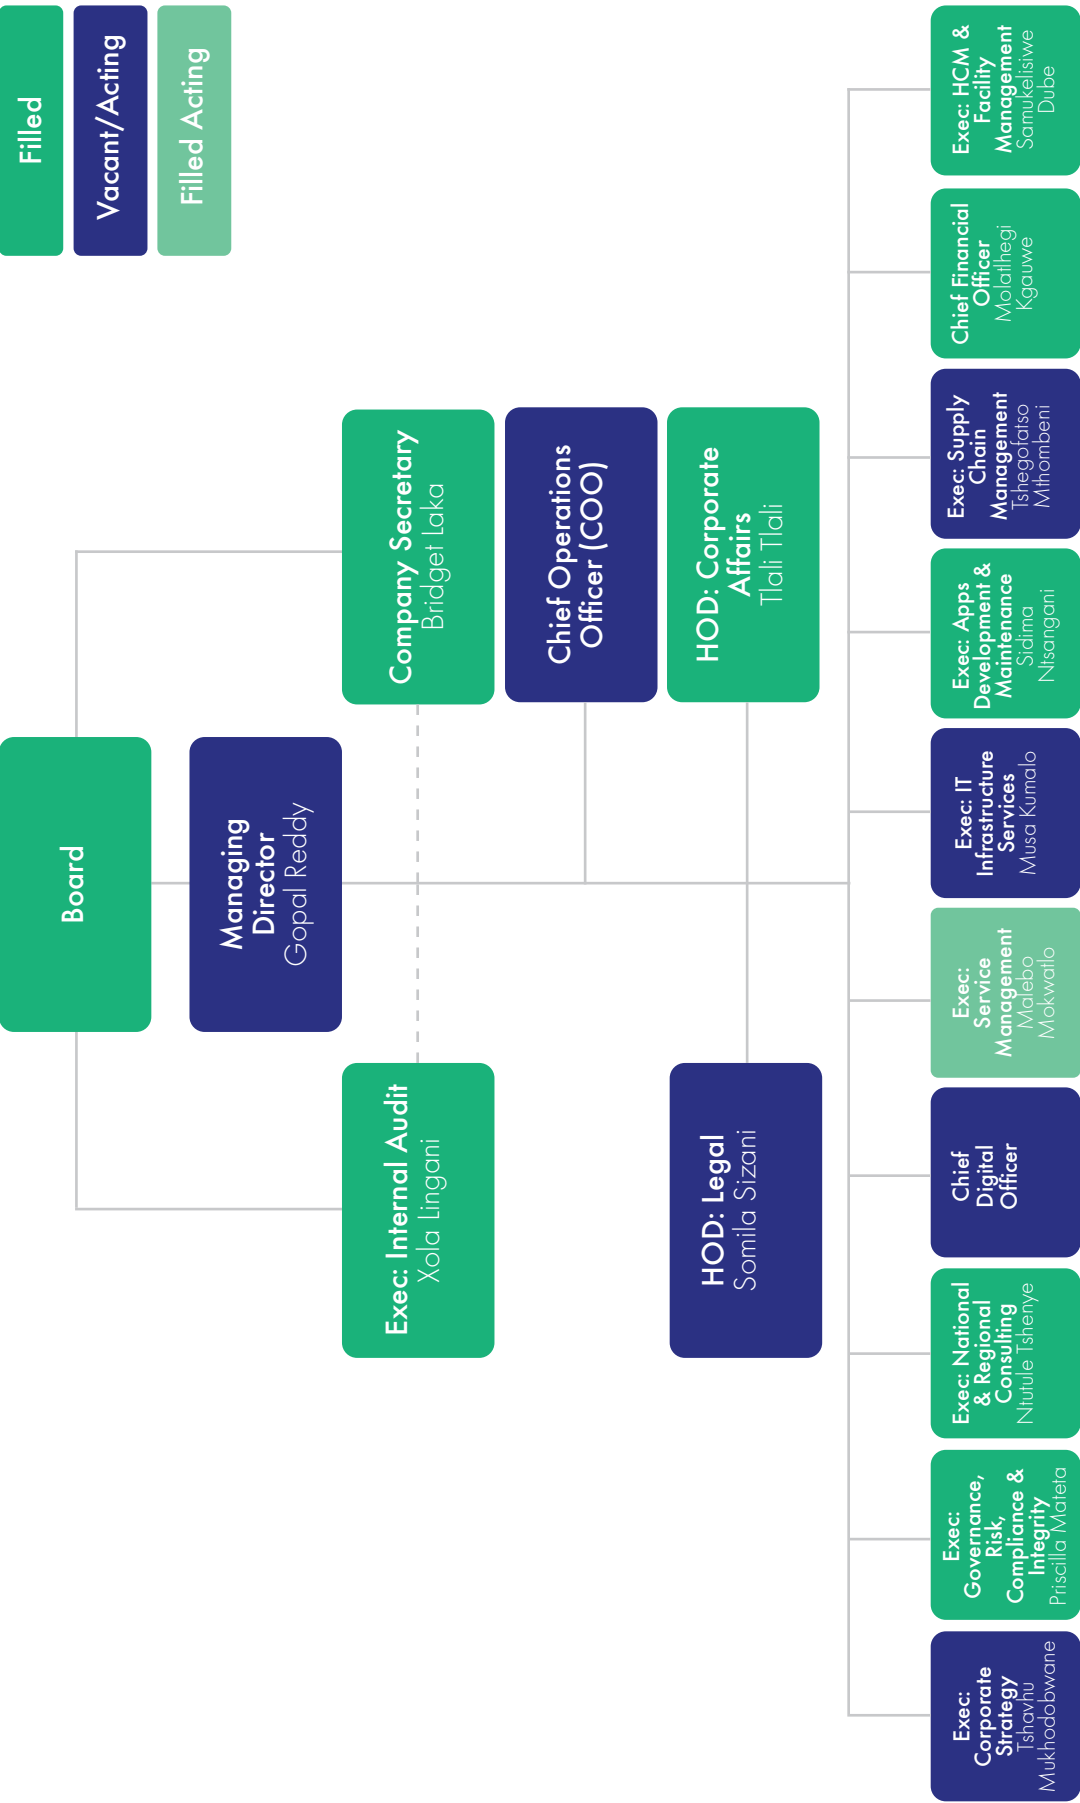 Board
Filled
Vacant/Acting
Filled Acting
Managing
Director
Gopal Reddy
Exec: Internal Audit
Xola Lingani
Company Secretary
Bridget Laka
Chief Operations
Officer (COO)
HOD: Legal
Somila Sizani
HOD: Corporate
Affairs
Tlali Tlali
Exec:
Corporate
Strategy
Tshavhu
Mukhodobwane
Exec:
Governance,
Risk,
Compliance &
Integrity
Priscilla Mateta
Exec: National
& Regional
Consulting
Ntutule Tshenye
Chief
Digital
Officer
Exec:
Service
Management
Malebo
Mokwatlo
Exec: IT
Infrastructure
Services
Musa Kumalo
Exec: Apps
Development &
Maintenance
Sidima
Ntsangani
Exec: Supply
Chain
Management
Tshegofatso
Mthombeni
Chief Financial
Officer
Molatlhegi
Kgauwe
Exec: HCM &
Facility
Management
Samukelisiwe
Dube